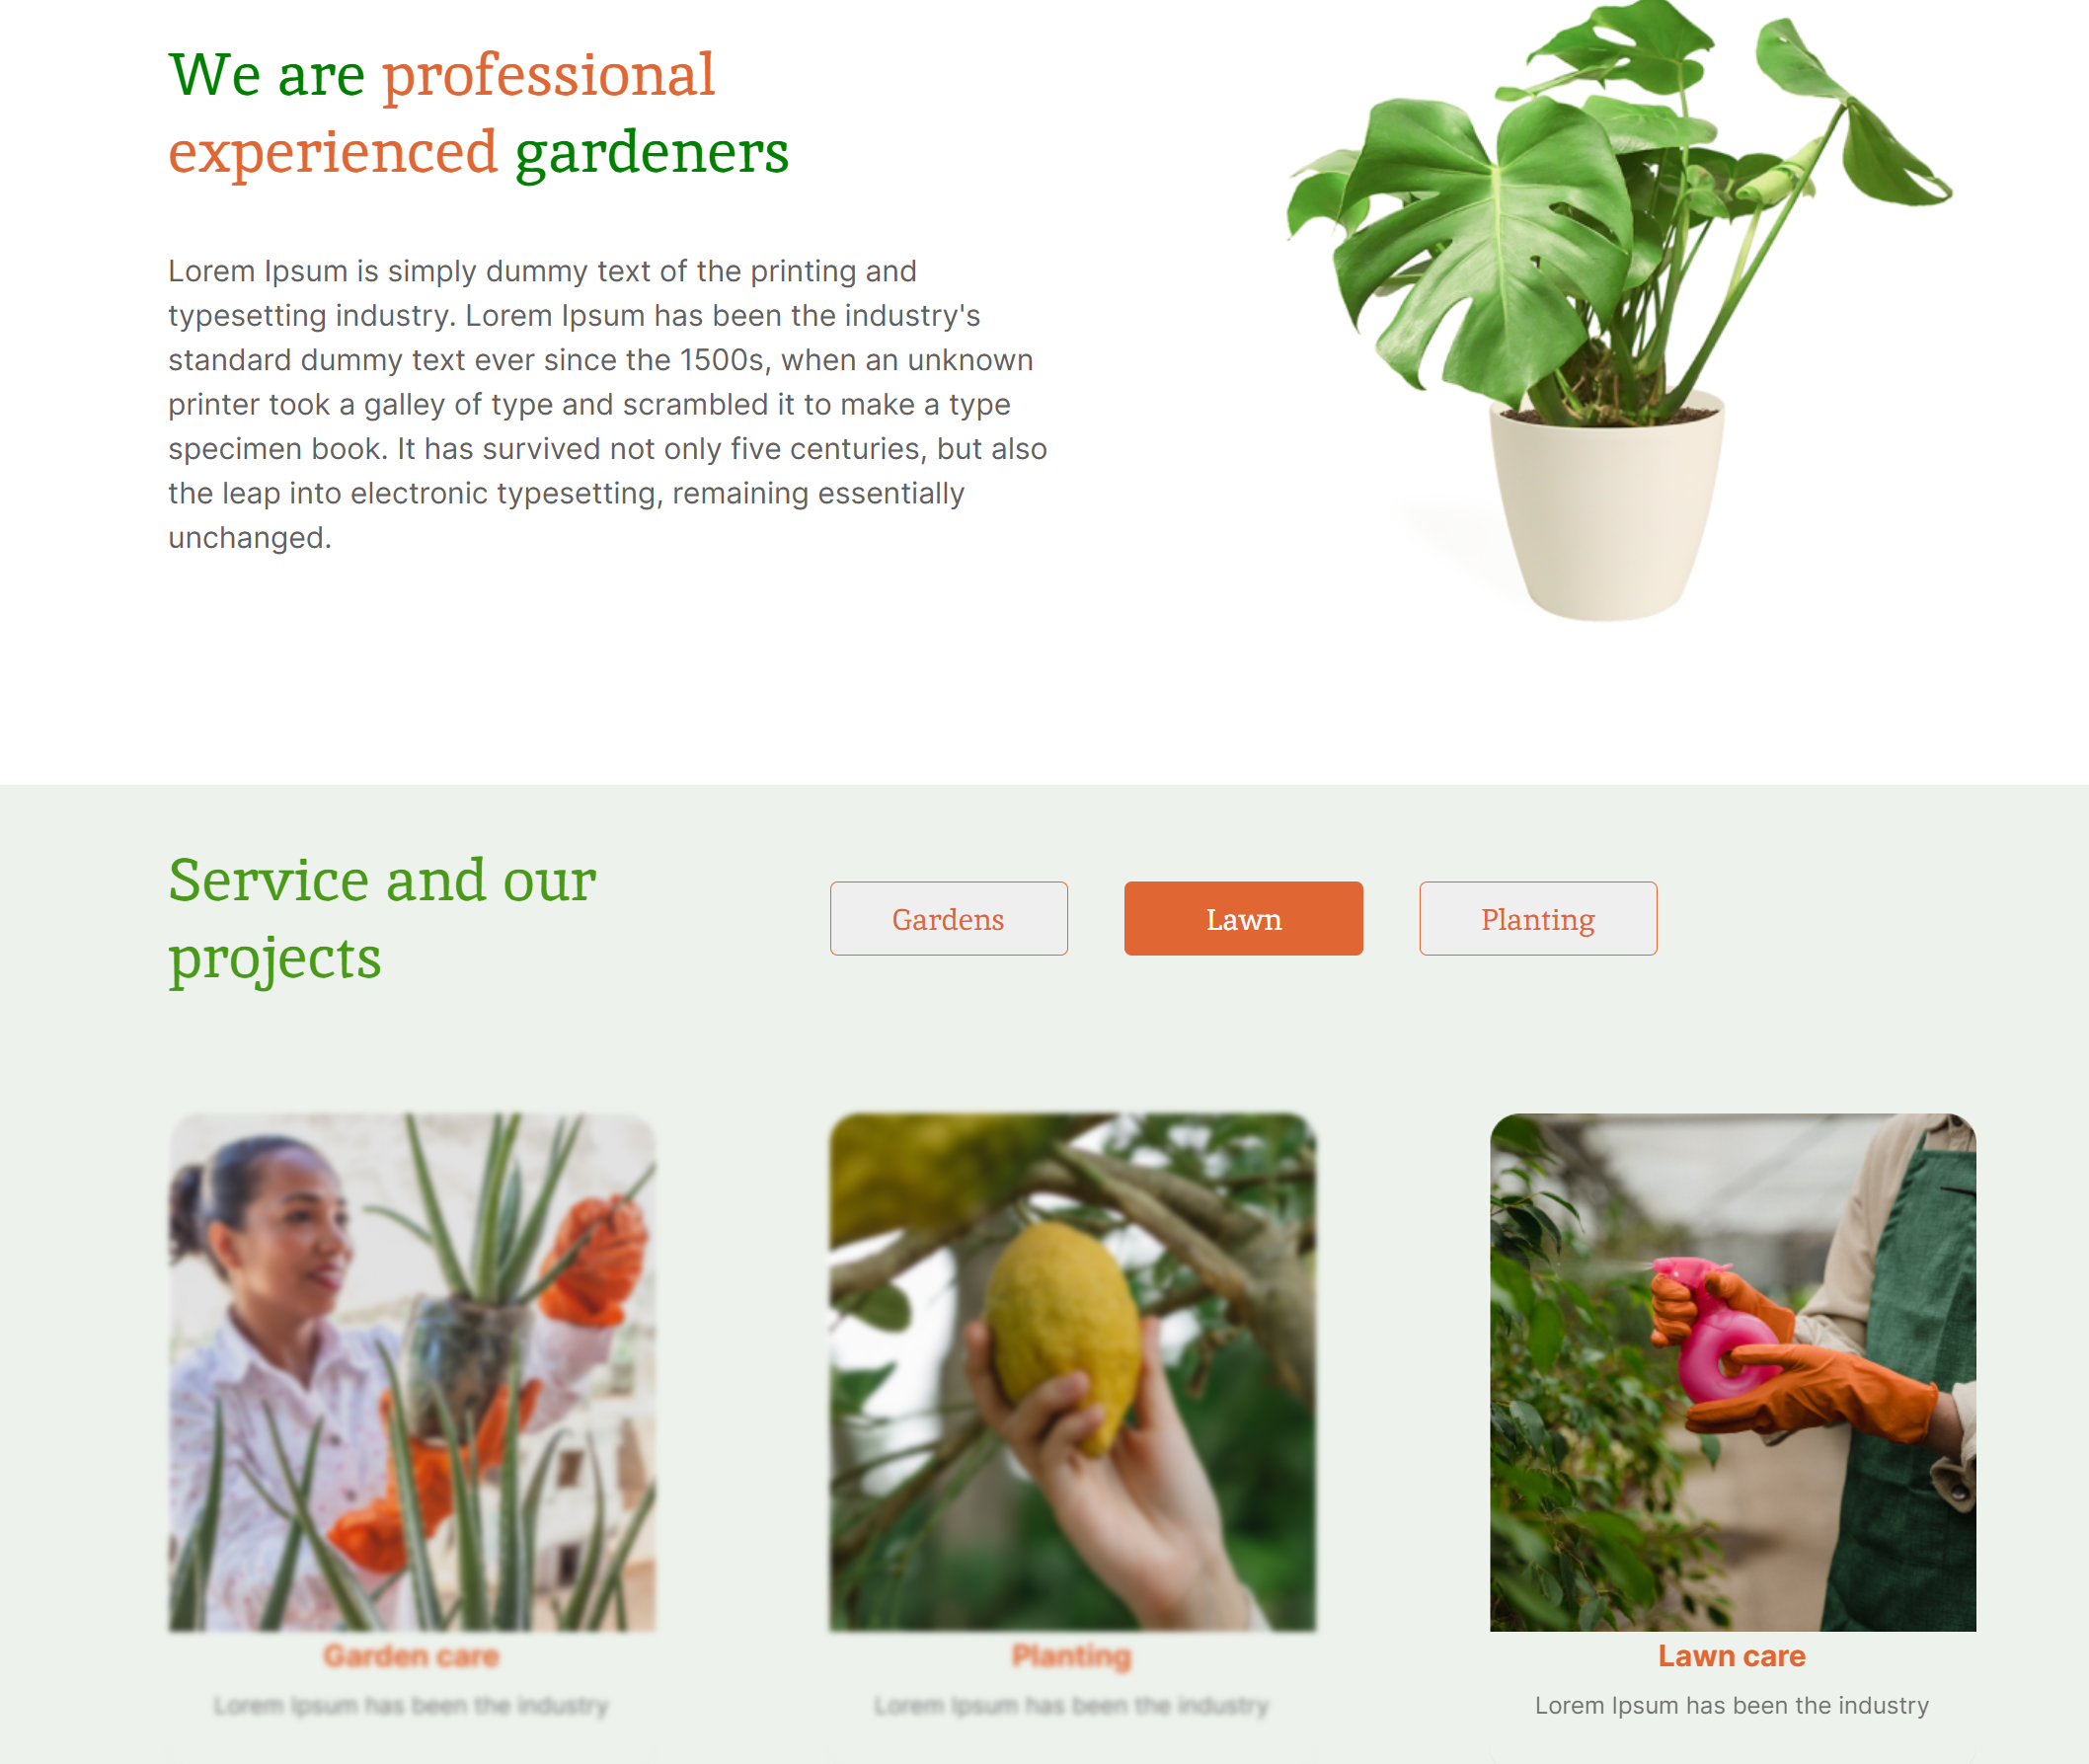 We are professional
experienced gardeners
Lorem Ipsum is simply dummy text of the printing and
typesetting industry. Lorem Ipsum has been the industry's
standard dummy text ever since the 1500s, when an unknown
printer took a galley of type and scrambled it to make a type
specimen book. It has survived not only five centuries, but also
the leap into electronic typesetting, remaining essentially
unchanged.
Service and our
projects
Gardens
Lawn
Planting
Garden care
Lorem Ipsum has been the industry
Planting
Lorem Ipsum has been the industry
Lawn care
Lorem Ipsum has been the industry